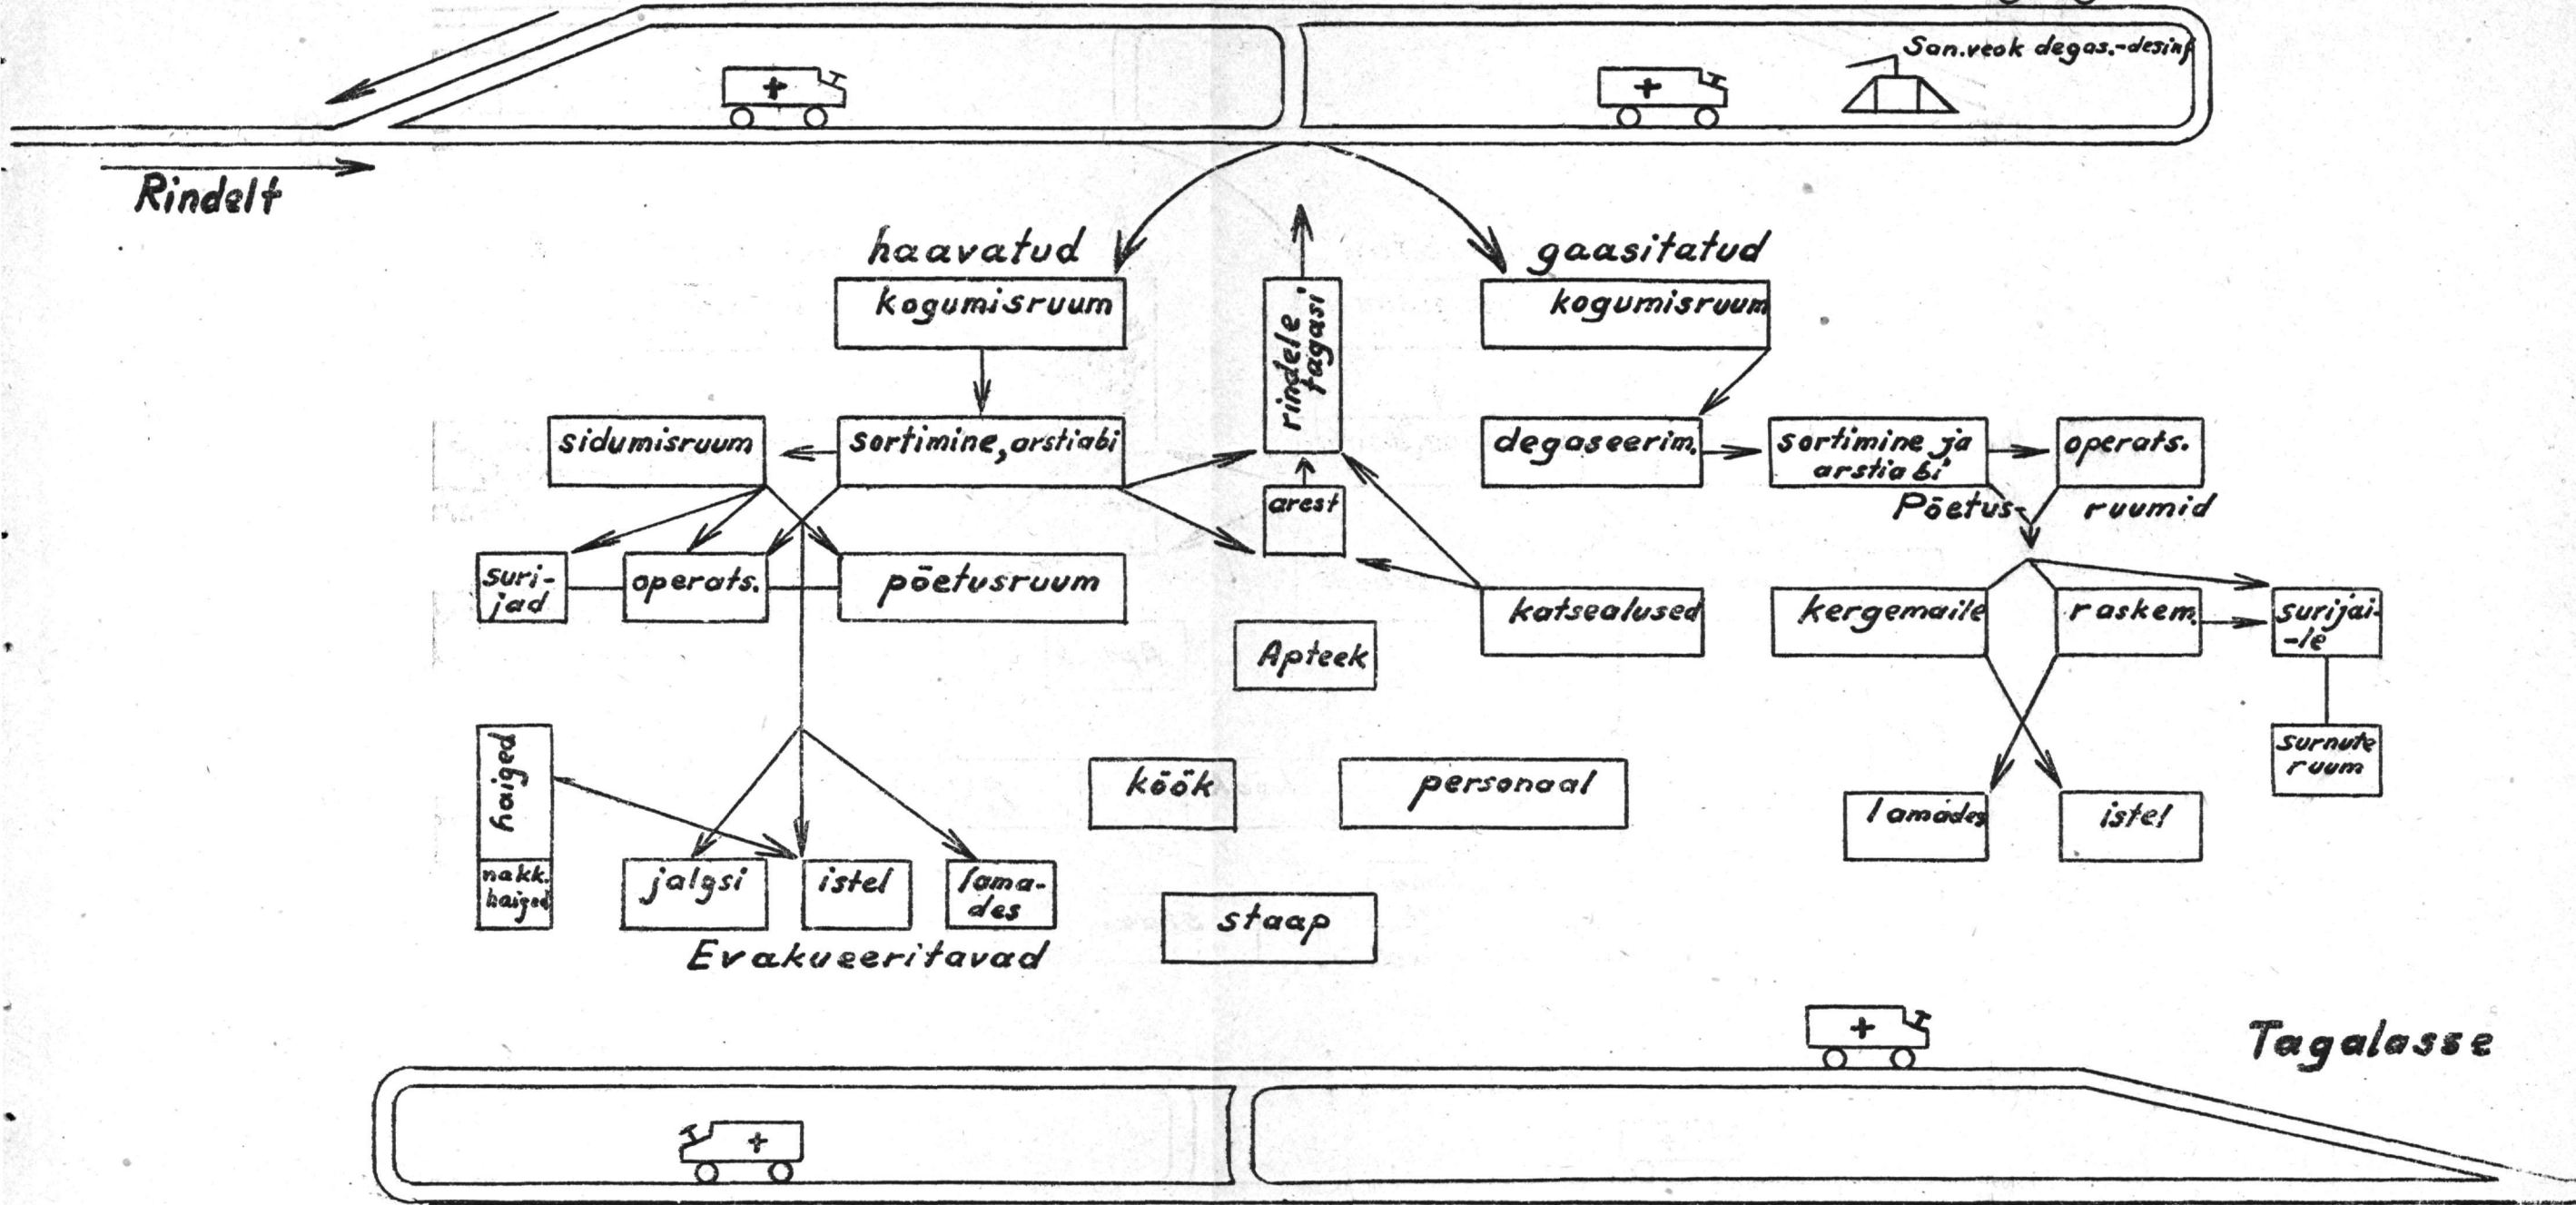 San.veok degas.-desinf
Rindelt
haavatud
gaasitatud
kogumisruum
rindele
tagasi
kogumisruum
sidumisruum
sortimine, arstiabi
degaseerim.
sortimine ja
arstiabi
operats.
arest
Põetus-
ruumid
suri-
jad
operats.
põetusruum
katsealused
kergemaile
raskem.
surijai-
-le
Apteek
haiged
köök
personaal
surnute
ruum
lamades
istel
nakk.
haiged
jalgsi
istel
lama-
des
staap
Evakueeritavad
Tagalasse